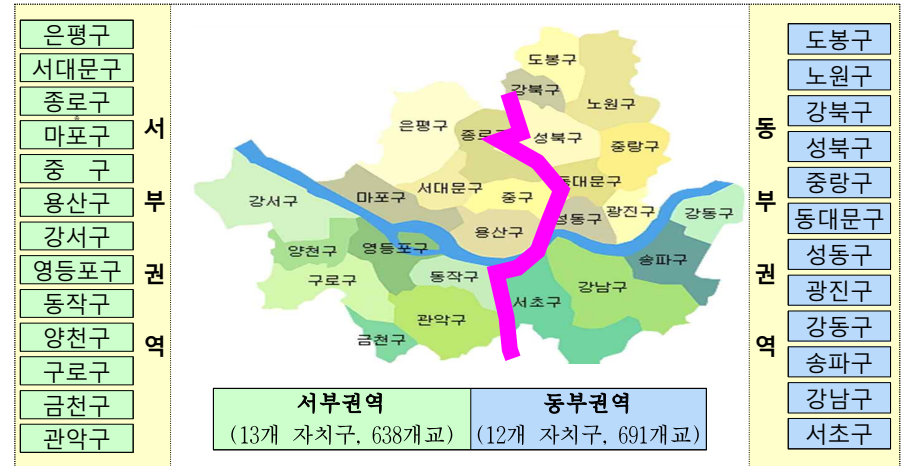 은평구
서대문구
종로구
마포구
중 구
용산구
강서구
영등포구
동작구
양천구
구로구
금천구
관악구
서
부
권
역
도봉구
강북구
노원구
은평구
종로구
성북구
중랑구
서대문구
동대문구
강서구
마포구
중구
성동구
광진구
강동구
용산구
양천구
영등포구
송파구
구로구
동작구
강남구
서초구
관악구
금천구
서부권역
(13개 자치구, 638개교)
동부권역
(12개 자치구, 691개교)
동
부
권
역
도봉구
노원구
강북구
성북구
중랑구
동대문구
성동구
광진구
강동구
송파구
강남구
서초구